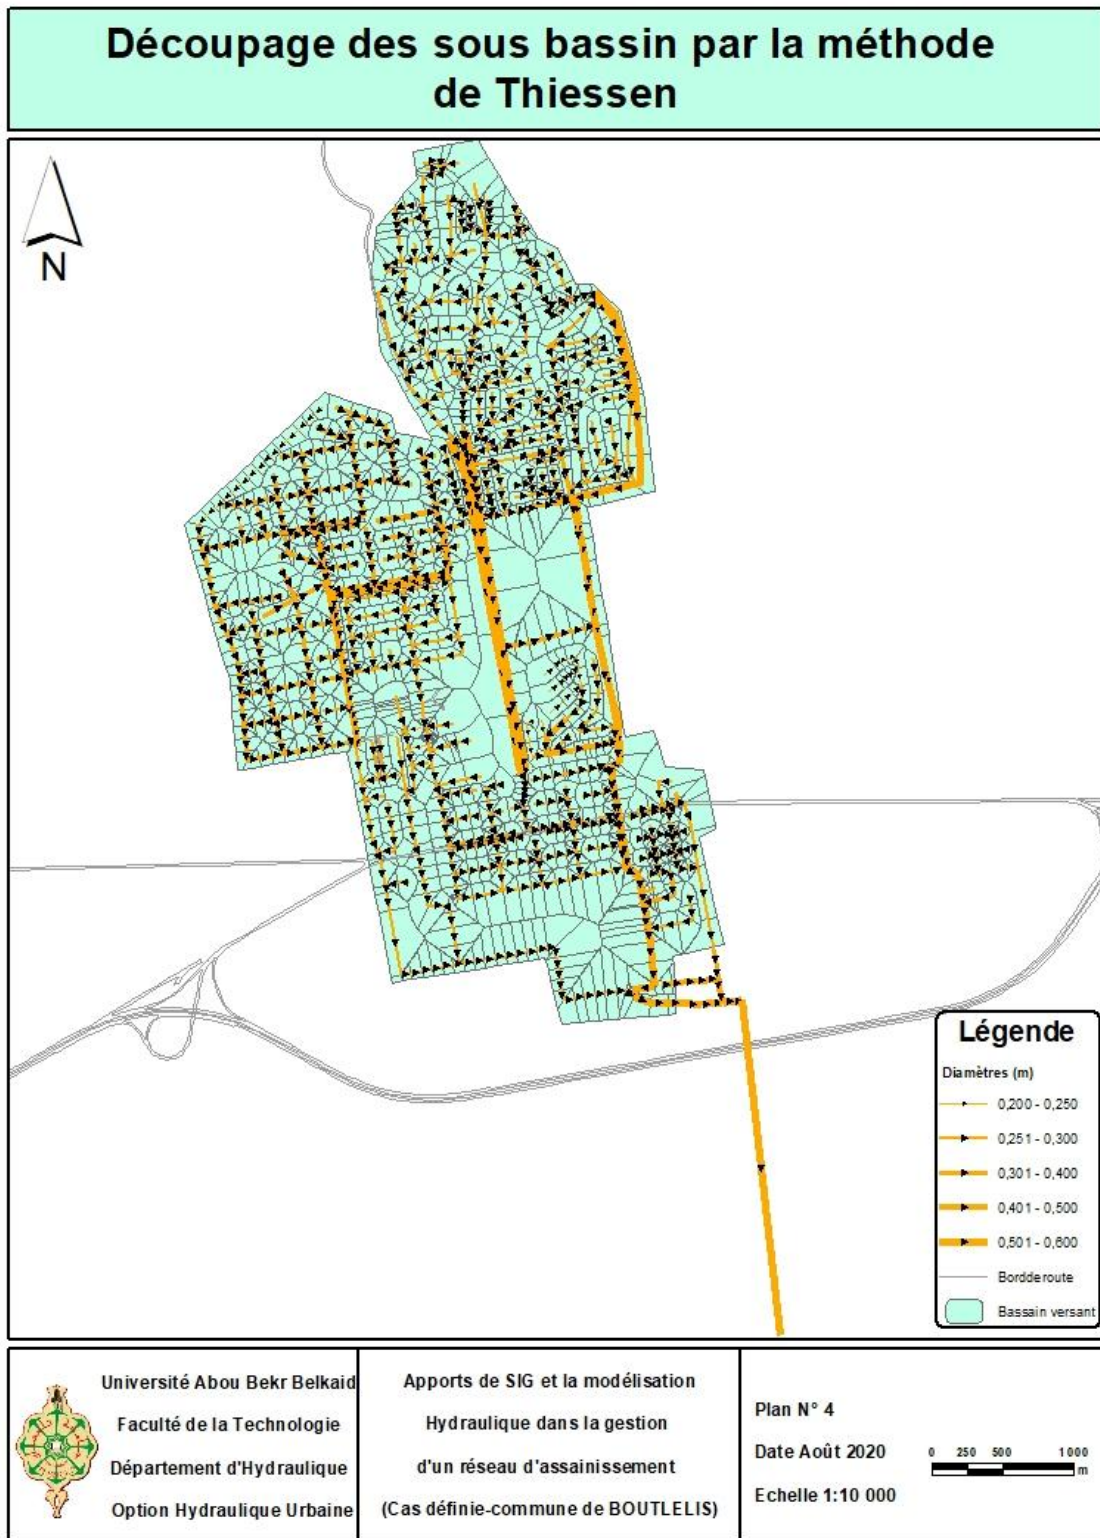 Découpage des sous bassin par la méthode
de Thiessen
N
Légende
Diamètres (m)
0,200 - 0,250
0,251 - 0,300
0,301 - 0,400
0,401 - 0,500
0,501 - 0,600
Bordderoute
Bassain versant
Université Abou Bekr Belkaid
Faculté de la Technologie
Département d'Hydraulique
Option Hydraulique Urbaine
Apports de SIG et la modélisation
Hydraulique dans la gestion
d'un réseau d'assainissement
(Cas définie-commune de BOUTLELIS)
Plan N° 4
Date Août 2020
Echelle 1:10 000
0 250 500 1 000
m